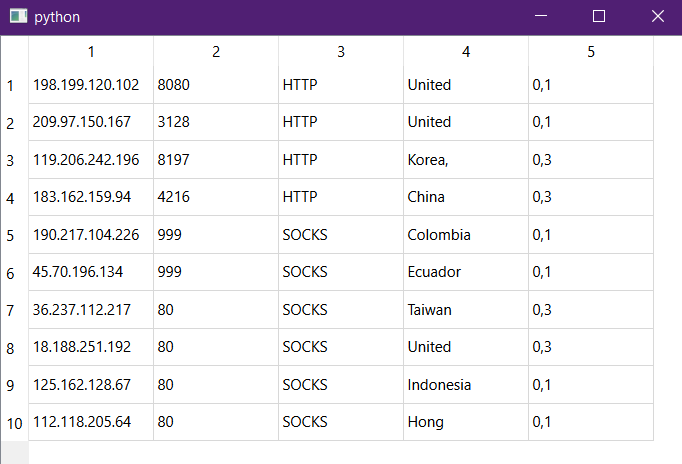 python
1 2 3 4 5
1 198.199.120.102 8080 HTTP United 0,1
2 209.97.150.167 3128 HTTP United 0,1
3 119.206.242.196 8197 HTTP Korea, 0,3
4 183.162.159.94 4216 HTTP China 0,3
5 190.217.104.226 999 SOCKS Colombia 0,1
6 45.70.196.134 999 SOCKS Ecuador 0,1
7 36.237.112.217 80 SOCKS Taiwan 0,3
8 18.188.251.192 80 SOCKS United 0,3
9 125.162.128.67 80 SOCKS Indonesia 0,1
10 112.118.205.64 80 SOCKS Hong 0,1